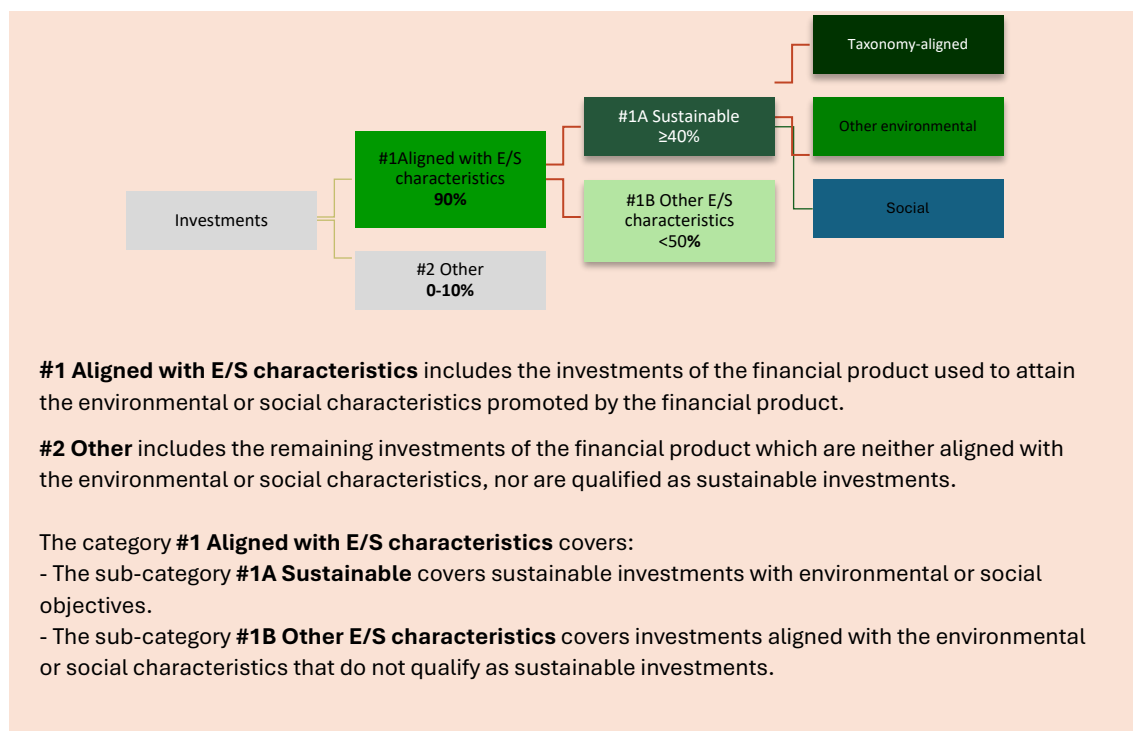 Taxonomy-aligned
#1A Sustainable
≥40%
Other environmental
#1Aligned with E/S
characteristics
90%
#1B Other E/S
characteristics
<50%
Social
Investments
#2 Other
0-10%
#1 Aligned with E/S characteristics includes the investments of the financial product used to attain
the environmental or social characteristics promoted by the financial product.
#2 Other includes the remaining investments of the financial product which are neither aligned with
the environmental or social characteristics, nor are qualified as sustainable investments.
The category #1 Aligned with E/S characteristics covers:
- The sub-category #1A Sustainable covers sustainable investments with environmental or social
objectives.
- The sub-category #1B Other E/S characteristics covers investments aligned with the environmental
or social characteristics that do not qualify as sustainable investments.